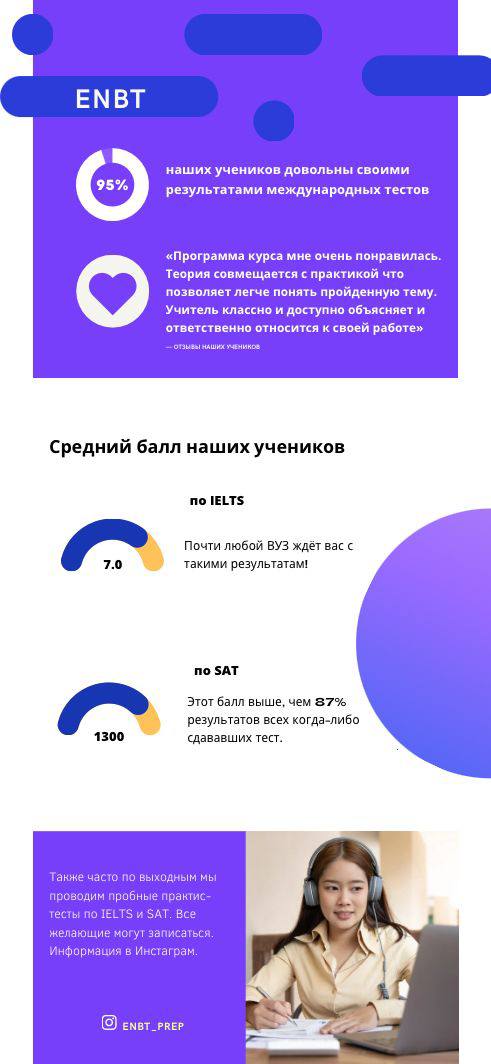 ENBT
95%
наших учеников довольны своими
результатами международных тестов
«Программа курса мне очень понравилась.
Теория совмещается с практикой что
позволяет легче понять пройденную тему.
Учитель классно и доступно объясняет и
ответственно относится к своей работе»
— ОТЗЫВЫ НАШИХ УЧЕНИКОВ
Средний балл наших учеников
по IELTS
Почти любой ВУЗ ждёт вас с
такими результатам!
7.0
по SAT
Этот балл выше, чем 87%
результатов всех когда-либо
сдававших тест.
1300
Также часто по выходным мы
проводим пробные практис-
тесты по IELTS и SAT. Все
желающие могут записаться.
Информация в Инстаграм.
ENBT_PREP